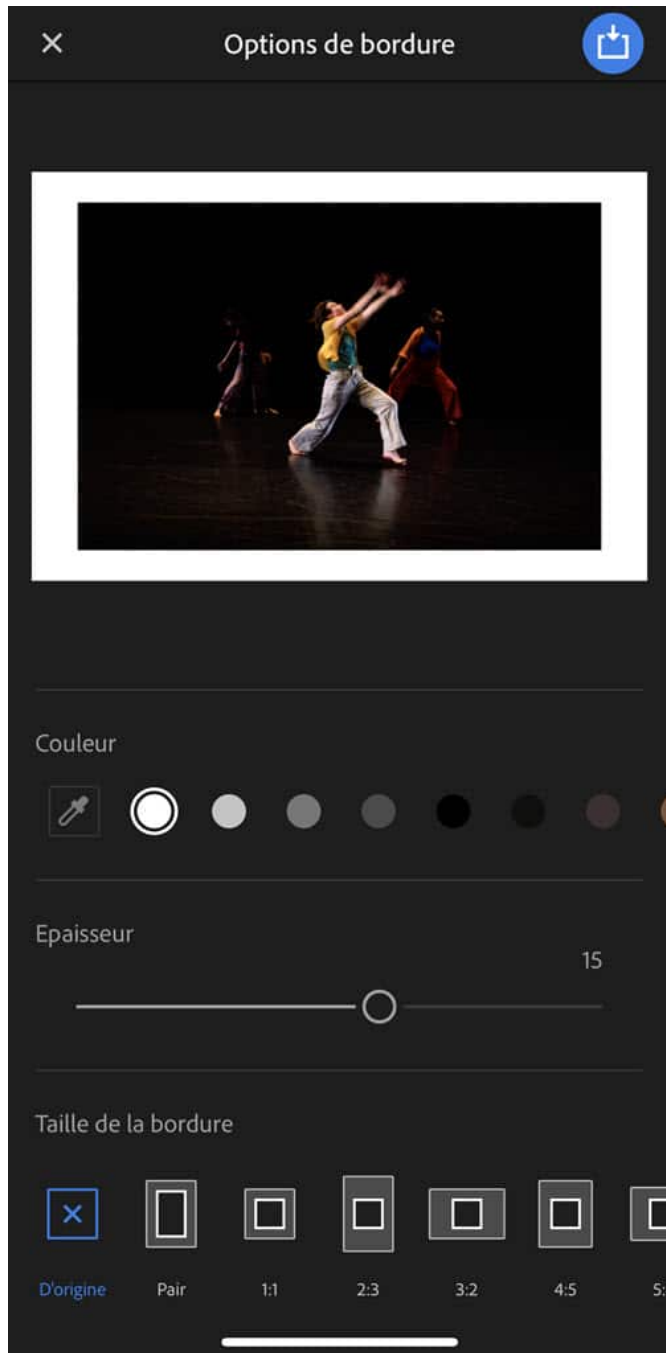 Options de bordure
Couleur
Epaisseur
15
Taille de la bordure
D'origine
Pair
1:1
2:3
3:2
4:5
5: